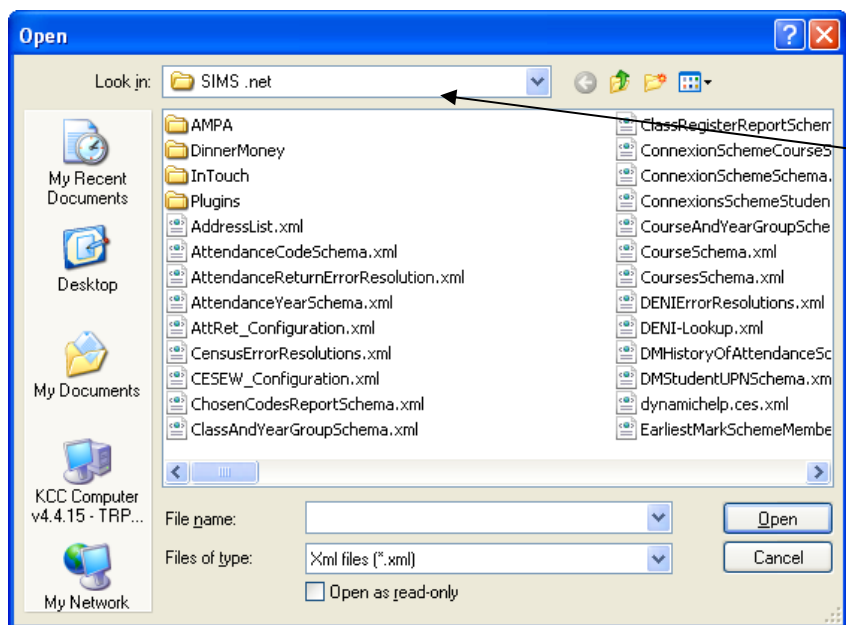 Open
Look in:
SIMS .net
My Recent
Documents
Desktop
My Documents
KCC Computer
v4.4.15 - TRP...
My Network
AMPA
DinnerMoney
InTouch
Plugins
AddressList.xml
AttendanceCodeSchema.xml
AttendanceReturnErrorResolution.xml
AttendanceYearSchema.xml
AttRet_Configuration.xml
CensusErrorResolutions.xml
CESEW_Configuration.xml
ChosenCodesReportSchema.xml
ClassAndYearGroupSchema.xml
ClassRegisterReportSchem
ConnexionSchemeCourseS
ConnexionSchemeSchema.
ConnexionsSchemeStuden
CourseAndYearGroupSche
CourseSchema.xml
CoursesSchema.xml
DENIErrorResolutions.xml
DENI-Lookup.xml
DMHistoryOfAttendanceSc
DMStudentUPNSchema.xm
dynamichelp.ces.xml
EarliestMarkSchemeMembe
File name:
Open
Files of type:
Xml files (*.xml)
Cancel
Open as read-only